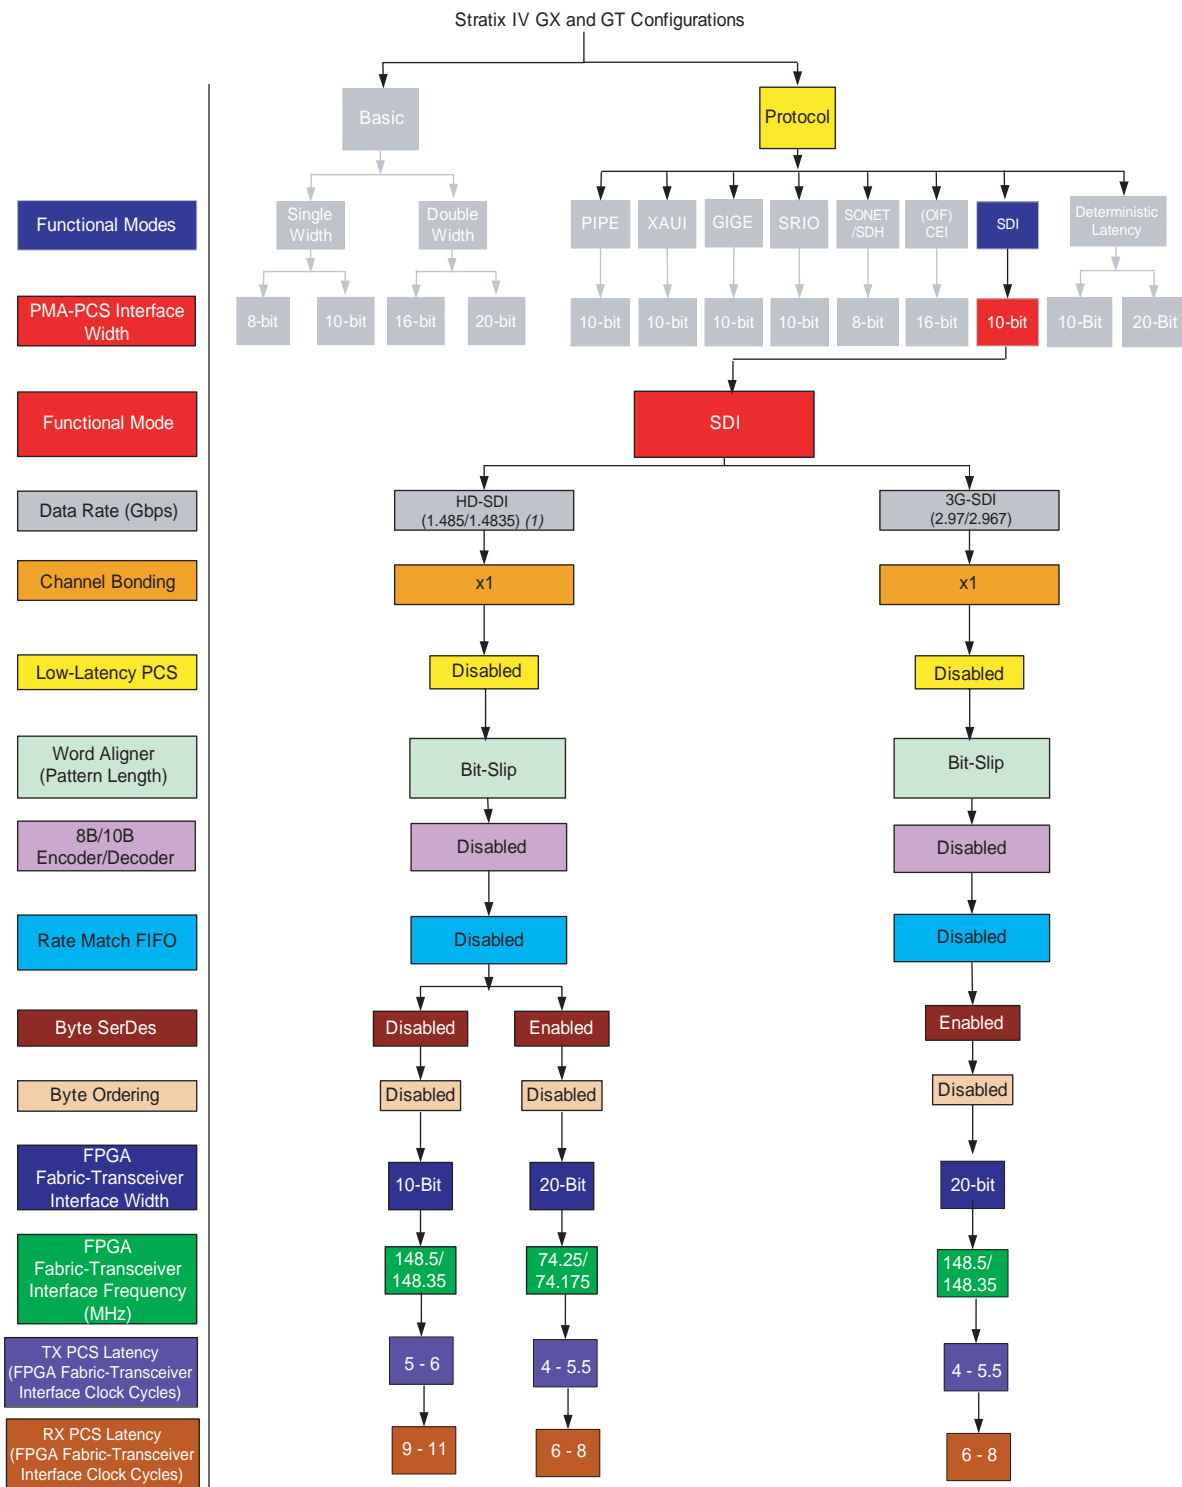 Stratix IV GX and GT Configurations
Basic
Protocol
Functional Modes
Single
Width
Double
Width
PIPE
XAUI
GIGE
SRIO
SONET
/SDH
(OIF)
CEI
SDI
Deterministic
Latency
PMA-PCS Interface
Width
8-bit
10-bit
16-bit
20-bit
10-bit
10-bit
10-bit
10-bit
8-bit
16-bit
10-bit
10-Bit
20-Bit
Functional Mode
SDI
Data Rate (Gbps)
HD-SDI
(1.485/1.4835) (1)
3G-SDI
(2.97/2.967)
Channel Bonding
x1
x1
Low-Latency PCS
Disabled
Disabled
Word Aligner
(Pattern Length)
Bit-Slip
Bit-Slip
8B/10B
Encoder/Decoder
Disabled
Disabled
Rate Match FIFO
Disabled
Disabled
Byte SerDes
Disabled
Enabled
Enabled
Byte Ordering
Disabled
Disabled
Disabled
FPGA
Fabric-Transceiver
Interface Width
10-Bit
20-Bit
20-bit
FPGA
Fabric-Transceiver
Interface Frequency
(MHz)
148.5/
148.35
74.25/
74.175
148.5/
148.35
TX PCS Latency
(FPGA Fabric-Transceiver
Interface Clock Cycles)
5 - 6
4 - 5.5
4 - 5.5
RX PCS Latency
(FPGA Fabric-Transceiver
Interface Clock Cycles)
9 - 11
6 - 8
6 - 8